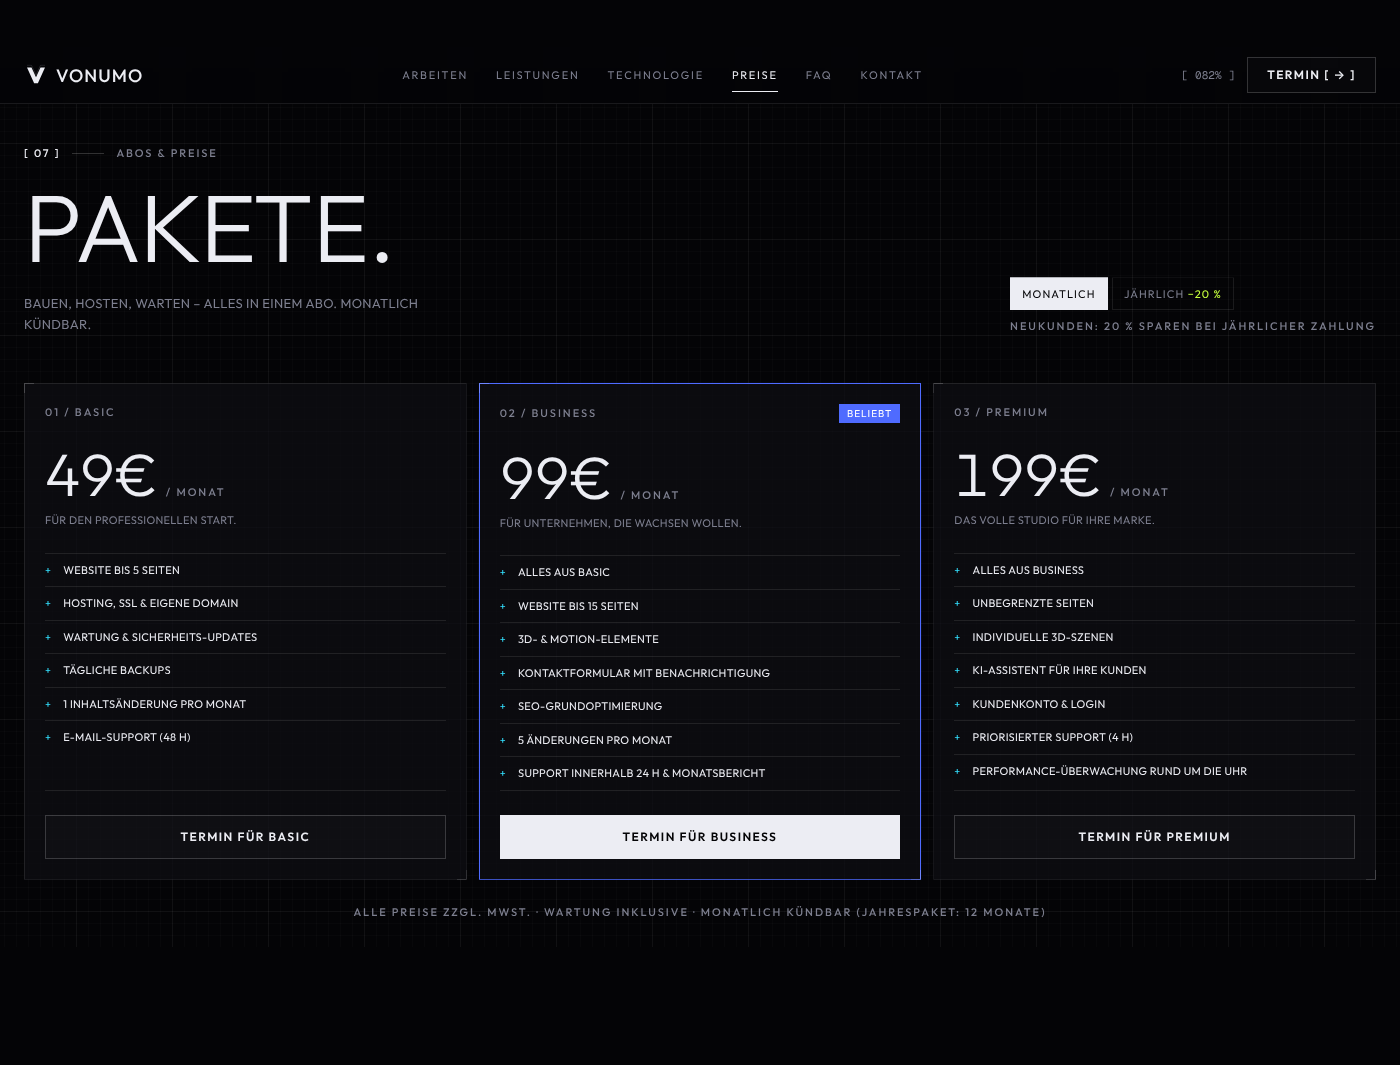 VONUMO
ARBEITEN LEISTUNGEN TECHNOLOGIE PREISE FAQ KONTAKT
[ 082% ]
TERMIN [ → ]
[ 07 ] ABOS & PREISE
PAKETE.
BAUEN, HOSTEN, WARTEN – ALLES IN EINEM ABO. MONATLICH
KÜNDBAR.
MONATLICH
JÄHRLICH −20 %
NEUKUNDEN: 20 % SPAREN BEI JÄHRLICHER ZAHLUNG
01 / BASIC
49€ / MONAT
FÜR DEN PROFESSIONELLEN START.
+ WEBSITE BIS 5 SEITEN
+ HOSTING, SSL & EIGENE DOMAIN
+ WARTUNG & SICHERHEITS-UPDATES
+ TÄGLICHE BACKUPS
+ 1 INHALTSÄNDERUNG PRO MONAT
+ E-MAIL-SUPPORT (48 H)
TERMIN FÜR BASIC
02 / BUSINESS
BELIEBT
99€ / MONAT
FÜR UNTERNEHMEN, DIE WACHSEN WOLLEN.
+ ALLES AUS BASIC
+ WEBSITE BIS 15 SEITEN
+ 3D- & MOTION-ELEMENTE
+ KONTAKTFORMULAR MIT BENACHRICHTIGUNG
+ SEO-GRUNDOPTIMIERUNG
+ 5 ÄNDERUNGEN PRO MONAT
+ SUPPORT INNERHALB 24 H & MONATSBERICHT
TERMIN FÜR BUSINESS
03 / PREMIUM
199€ / MONAT
DAS VOLLE STUDIO FÜR IHRE MARKE.
+ ALLES AUS BUSINESS
+ UNBEGRENZTE SEITEN
+ INDIVIDUELLE 3D-SZENEN
+ KI-ASSISTENT FÜR IHRE KUNDEN
+ KUNDENKONTO & LOGIN
+ PRIORISIERTER SUPPORT (4 H)
+ PERFORMANCE-ÜBERWACHUNG RUND UM DIE UHR
TERMIN FÜR PREMIUM
ALLE PREISE ZZGL. MWST. · WARTUNG INKLUSIVE · MONATLICH KÜNDBAR (JAHRESPAKET: 12 MONATE)